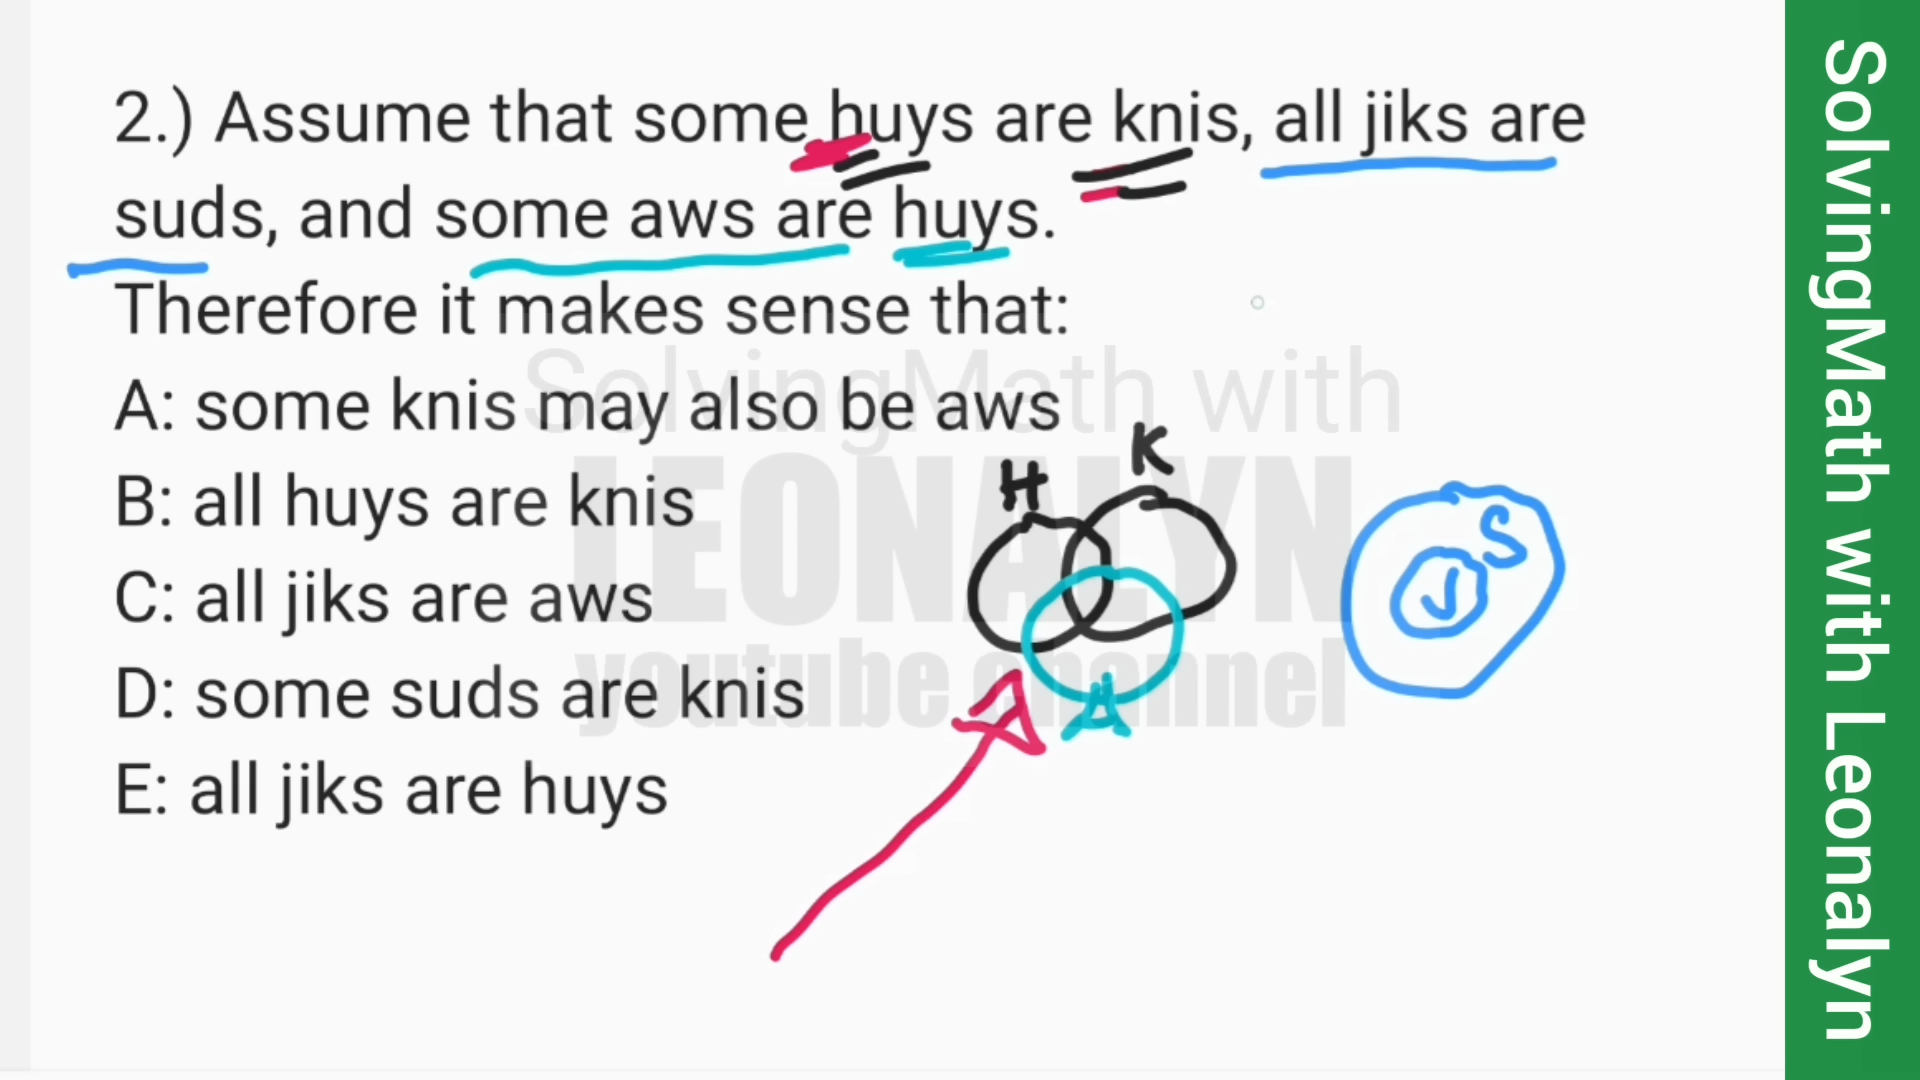 2.) Assume that some huys are knis, all jiks are
suds, and some aws are huys.
Therefore it makes sense that:
A: some knis may also be aws
B: all huys are knis
C: all jiks are aws
D: some suds are knis
E: all jiks are huys
H
K
S
J
A
SolvingMath with
LEONALYN
youtube channel
SolvingMath with Leonalyn